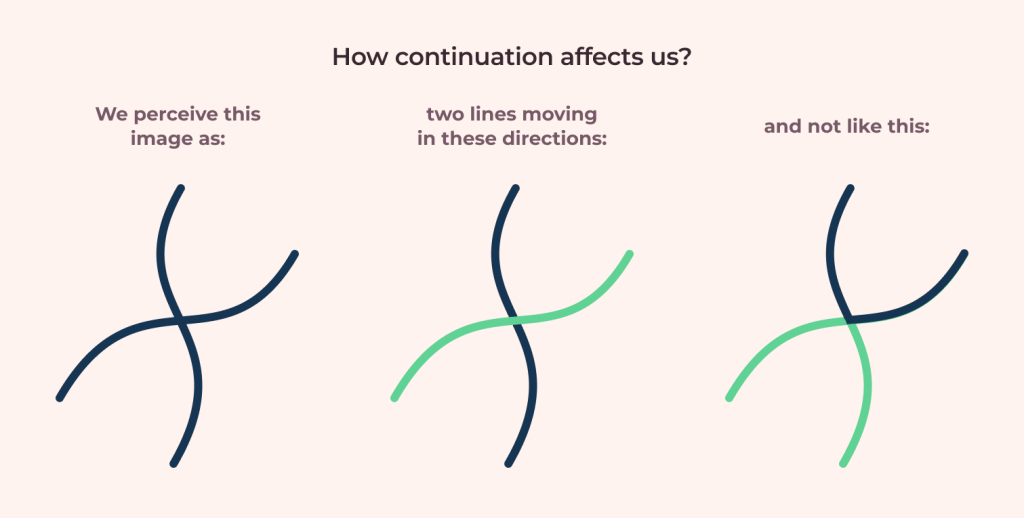 How continuation affects us?
We perceive this
image as:
two lines moving
in these directions:
and not like this: